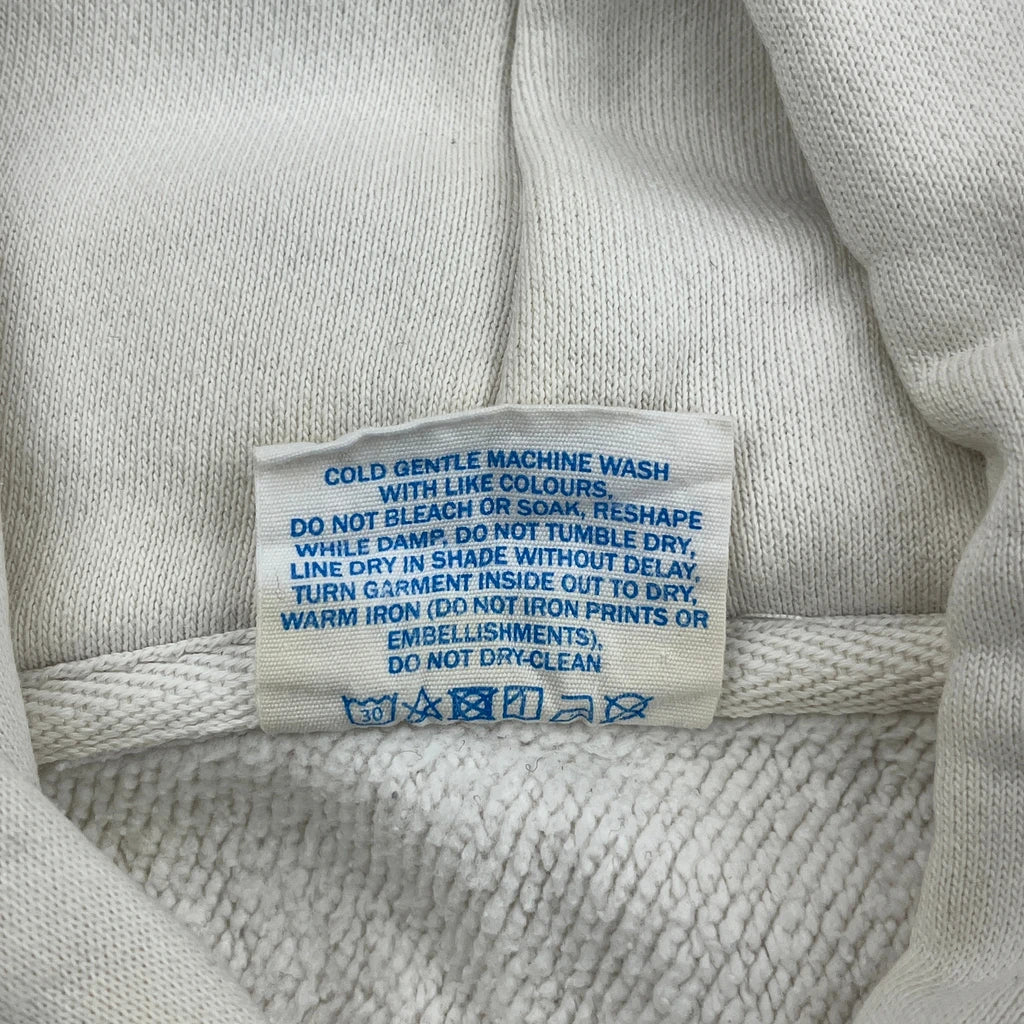 COLD GENTLE MACHINE WASH
WITH LIKE COLOURS,
DO NOT BLEACH OR SOAK, RESHAPE
WHILE DAMP, DO NOT TUMBLE DRY,
LINE DRY IN SHADE WITHOUT DELAY,
TURN GARMENT INSIDE OUT TO DRY,
WARM IRON (DO NOT IRON PRINTS OR
EMBELLISHMENTS),
DO NOT DRY-CLEAN
30